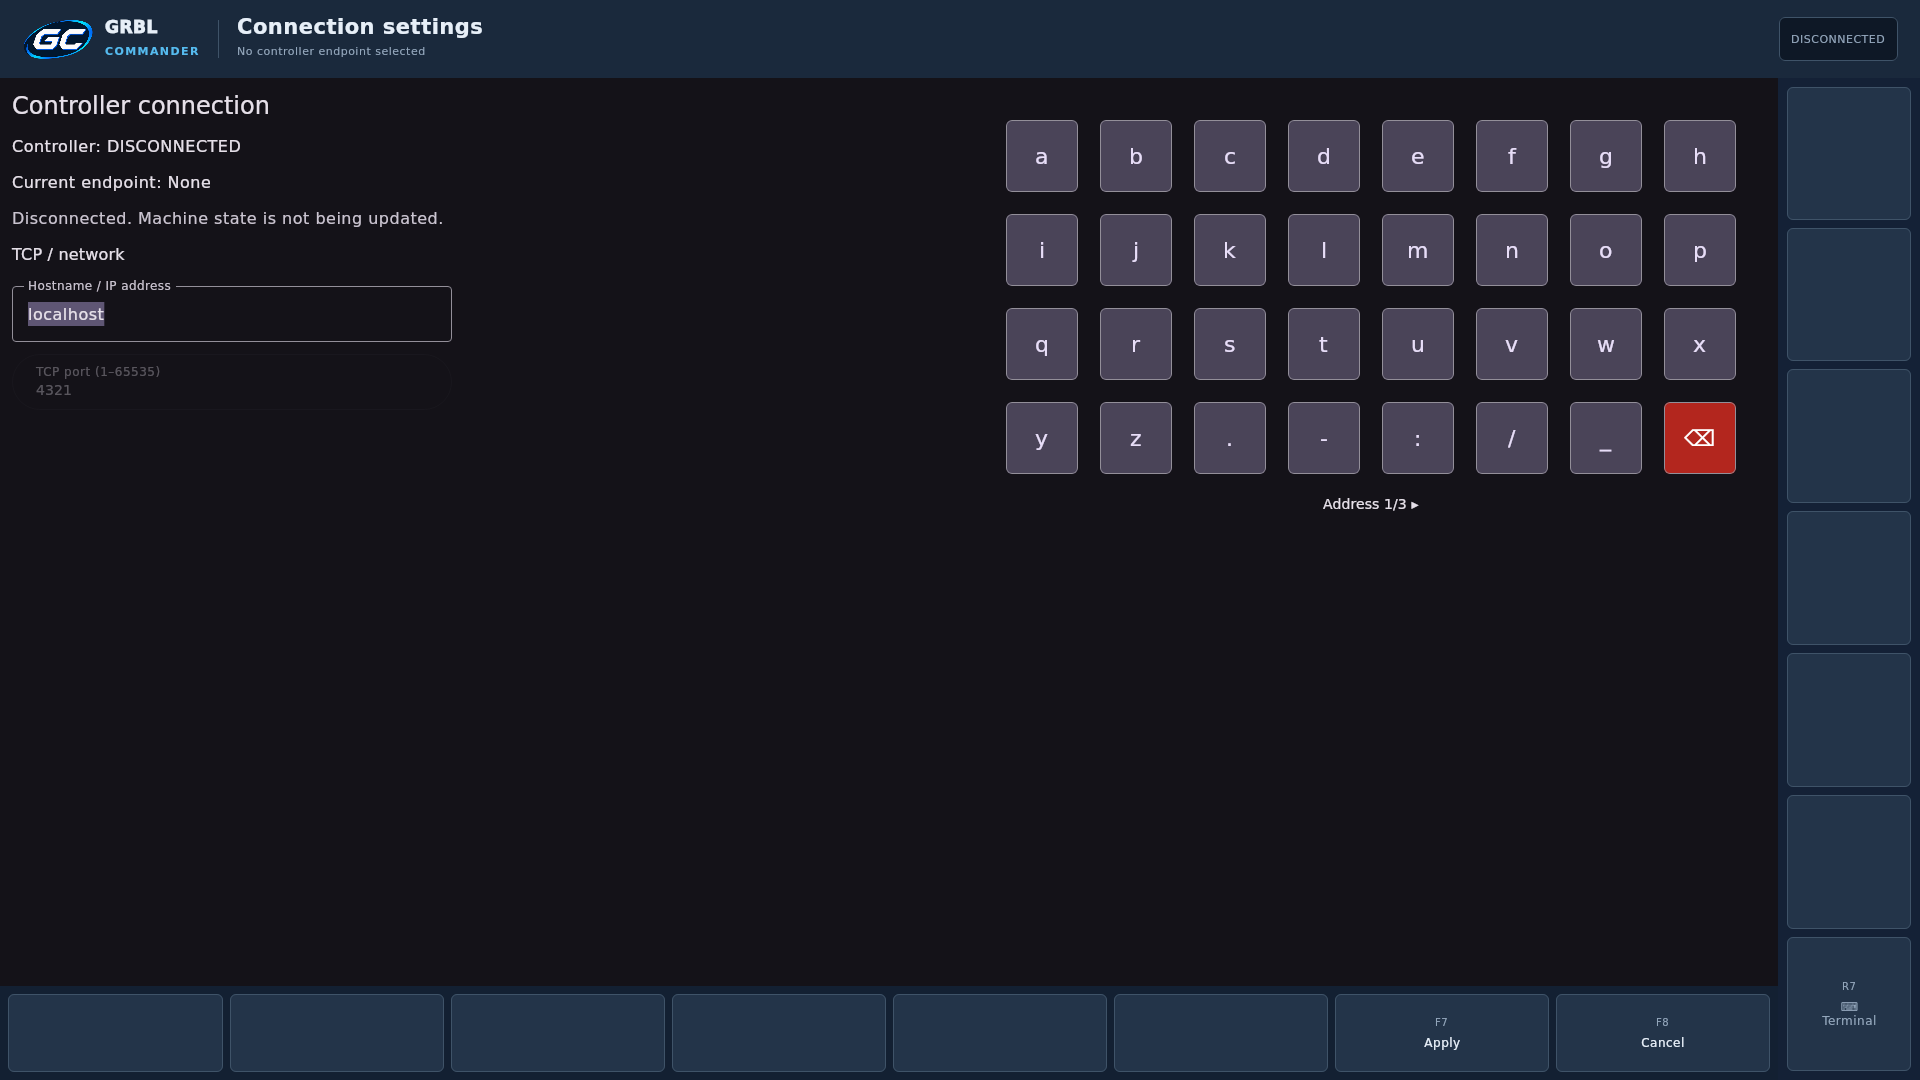 GC
GRBL
COMMANDER
Connection settings
No controller endpoint selected
DISCONNECTED
Controller connection
Controller: DISCONNECTED
Current endpoint: None
Disconnected. Machine state is not being updated.
TCP / network
Hostname / IP address
localhost
TCP port (1–65535)
4321
a b c d e f g h
i j k l m n o p
q r s t u v w x
y z . - : / _ ⌫
Address 1/3 ▸
F7
Apply
F8
Cancel
R7
⌨
Terminal